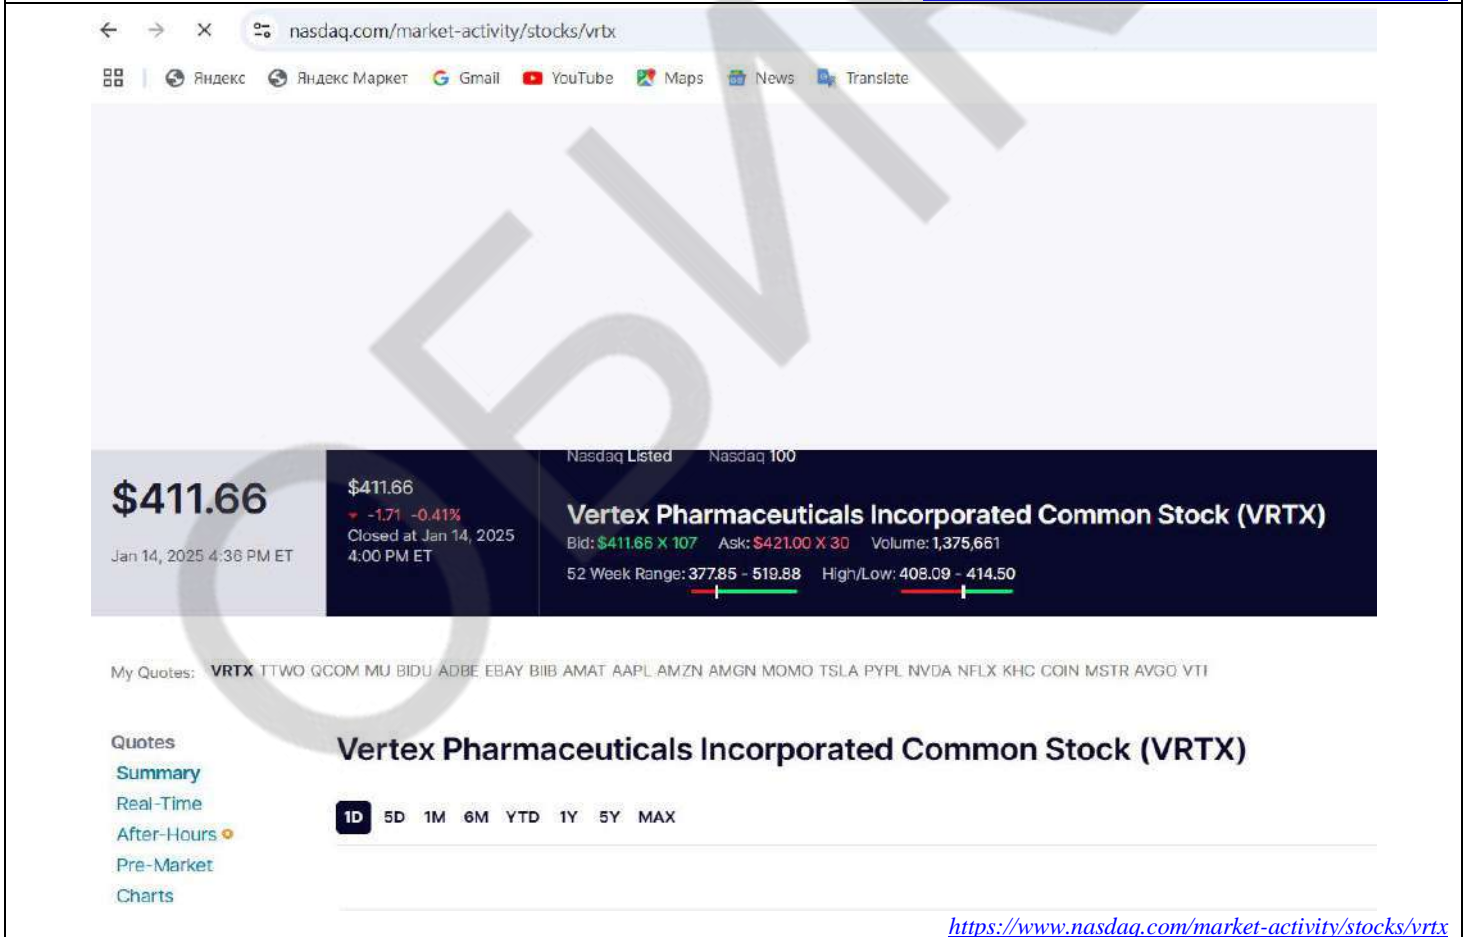 nasdaq.com/market-activity/stocks/vrtx
Яндекс Яндекс Маркет Gmail YouTube Maps News Translate
ОБИ
Nasdaq Listed Nasdaq 100
$411.66
$411.66
-1.71 -0.41%
Closed at Jan 14, 2025
4:00 PM ET
Jan 14, 2025 4:36 PM ET
Vertex Pharmaceuticals Incorporated Common Stock (VRTX)
Bid: $411.66 X 107 Ask: $421.00 X 30 Volume: 1,375,661
52 Week Range: 377.85 - 519.88 High/Low: 408.09 - 414.50
My Quotes: VRTX TTWO QCOM MU BIDU ADBE EBAY BIIB AMAT AAPL AMZN AMGN MOMO TSLA PYPL NVDA NFLX KHC COIN MSTR AVGO VTI
Quotes
Summary
Real-Time
After-Hours
Pre-Market
Charts
Vertex Pharmaceuticals Incorporated Common Stock (VRTX)
1D 5D 1M 6M YTD 1Y 5Y MAX
https://www.nasdaq.com/market-activity/stocks/vrtx